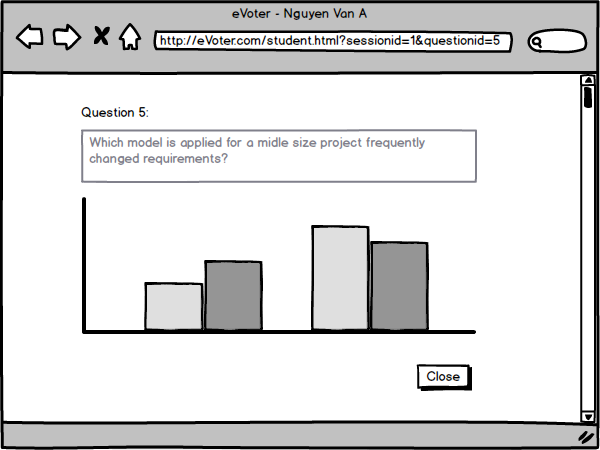 eVoter - Nguyen Van A
http://eVoter.com/student.html?sessionid=1&questionid=5
Question 5:
Which model is applied for a midle size project frequently
changed requirements?
Close